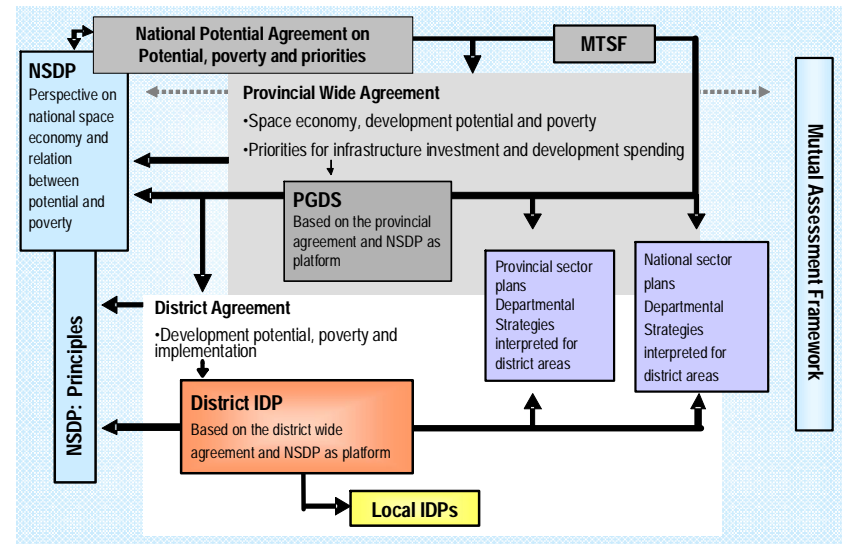 National Potential Agreement on
Potential, poverty and priorities
MTSF
NSDP
Perspective on
national space
economy and
relation
between
potential and
poverty
Provincial Wide Agreement
•Space economy, development potential and poverty
•Priorities for infrastructure investment and development spending
PGDS
Based on the provincial
agreement and NSDP as
platform
Provincial sector
plans
Departmental
Strategies
interpreted for
district areas
National sector
plans
Departmental
Strategies
interpreted for
district areas
Mutual Assessment Framework
NSDP: Principles
District Agreement
•Development potential, poverty and
implementation
District IDP
Based on the district wide
agreement and NSDP as platform
Local IDPs